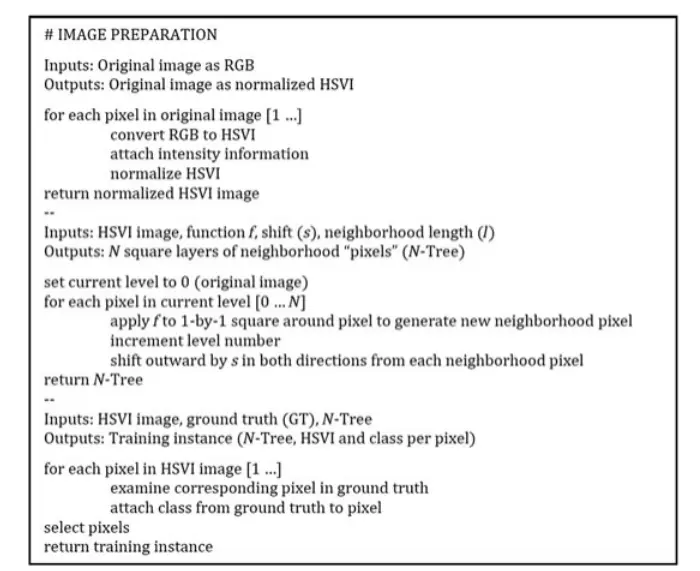 # IMAGE PREPARATION
Inputs: Original image as RGB
Outputs: Original image as normalized HSVI
for each pixel in original image [1 ...]
convert RGB to HSVI
attach intensity information
normalize HSVI
return normalized HSVI image
--
Inputs: HSVI image, function f, shift (s), neighborhood length (l)
Outputs: N square layers of neighborhood “pixels” (N-Tree)
set current level to 0 (original image)
for each pixel in current level [0 ... N]
apply f to 1-by-1 square around pixel to generate new neighborhood pixel
increment level number
shift outward by s in both directions from each neighborhood pixel
return N-Tree
--
Inputs: HSVI image, ground truth (GT), N-Tree
Outputs: Training instance (N-Tree, HSVI and class per pixel)
for each pixel in HSVI image [1 ...]
examine corresponding pixel in ground truth
attach class from ground truth to pixel
select pixels
return training instance